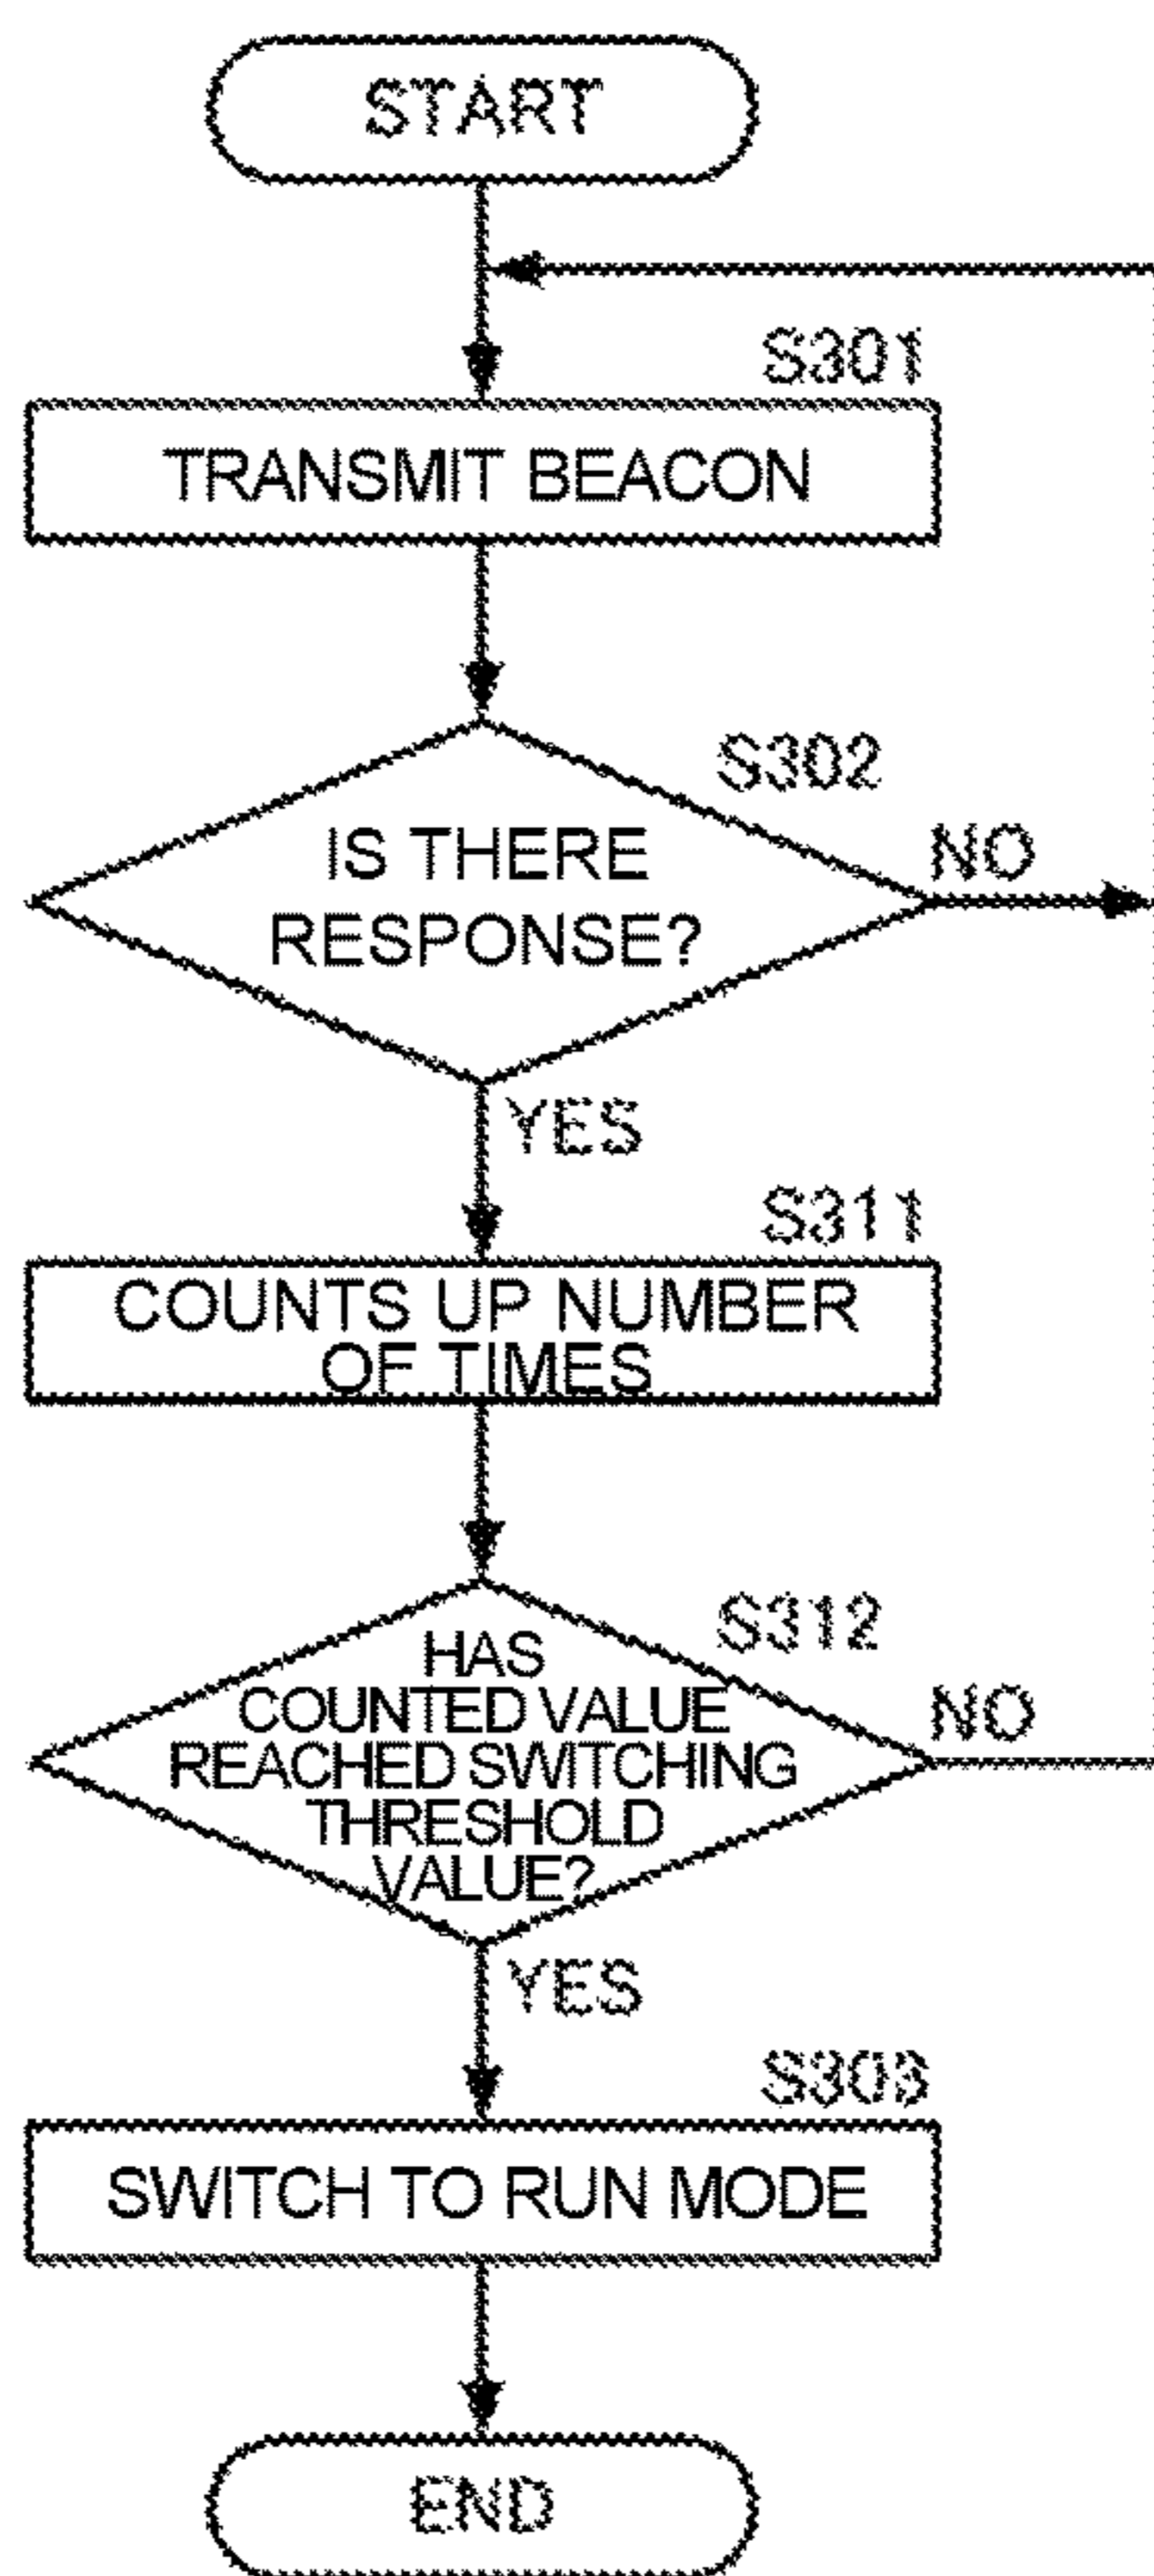 START
S301
TRANSMIT BEACON
S302
IS THERE
RESPONSE?
NO
YES
S311
COUNTS UP NUMBER
OF TIMES
S312
HAS
COUNTED VALUE
REACHED SWITCHING
THRESHOLD
VALUE?
NO
YES
S303
SWITCH TO RUN MODE
END